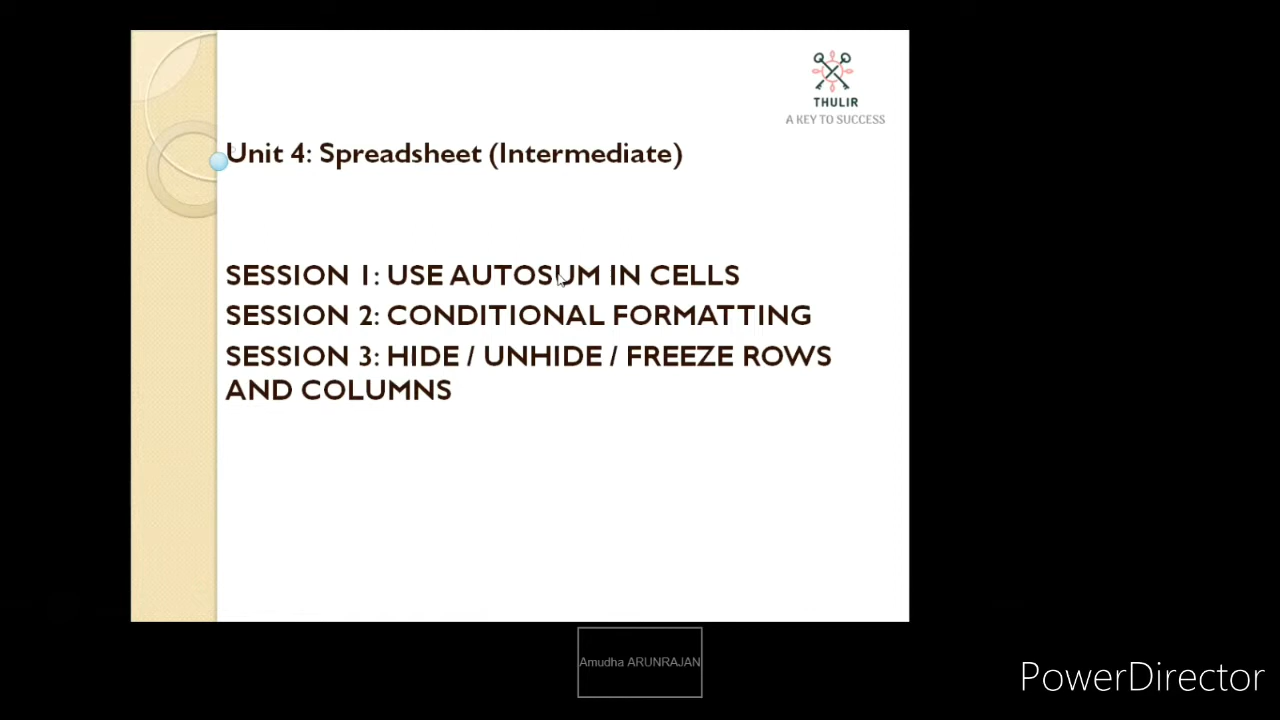 THULIR
A KEY TO SUCCESS
Unit 4: Spreadsheet (Intermediate)
SESSION 1: USE AUTOSUM IN CELLS
SESSION 2: CONDITIONAL FORMATTING
SESSION 3: HIDE / UNHIDE / FREEZE ROWS
AND COLUMNS
Amudha ARUNRAJAN
PowerDirector